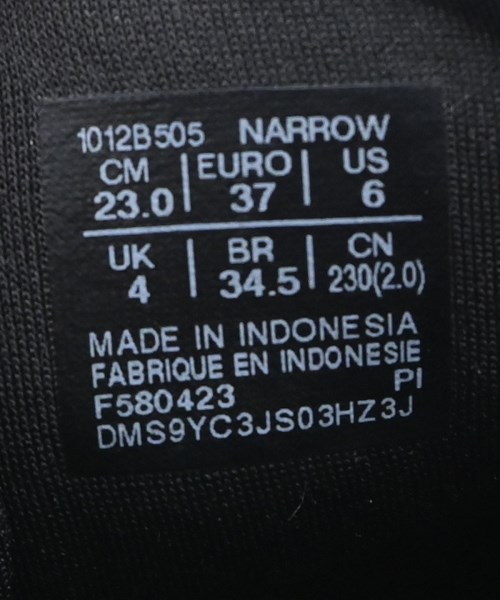 1012B505 NARROW
CM | EURO | US
23.0 | 37 | 6
UK | BR | CN
4 | 34.5 | 230(2.0)
MADE IN INDONESIA
FABRIQUE EN INDONESIE
F580423 PI
DMS9YC3JS03HZ3J